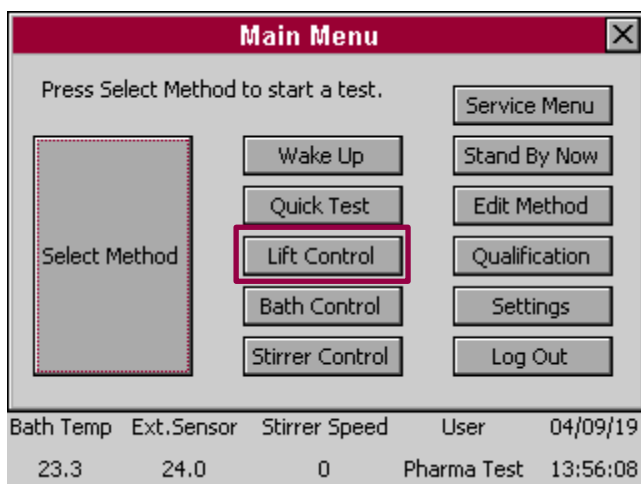 Main Menu
Press Select Method to start a test.
Service Menu
Wake Up
Stand By Now
Quick Test
Edit Method
Select Method
Lift Control
Qualification
Bath Control
Settings
Stirrer Control
Log Out
Bath Temp Ext.Sensor Stirrer Speed User 04/09/19
23.3 24.0 0 Pharma Test 13:56:08